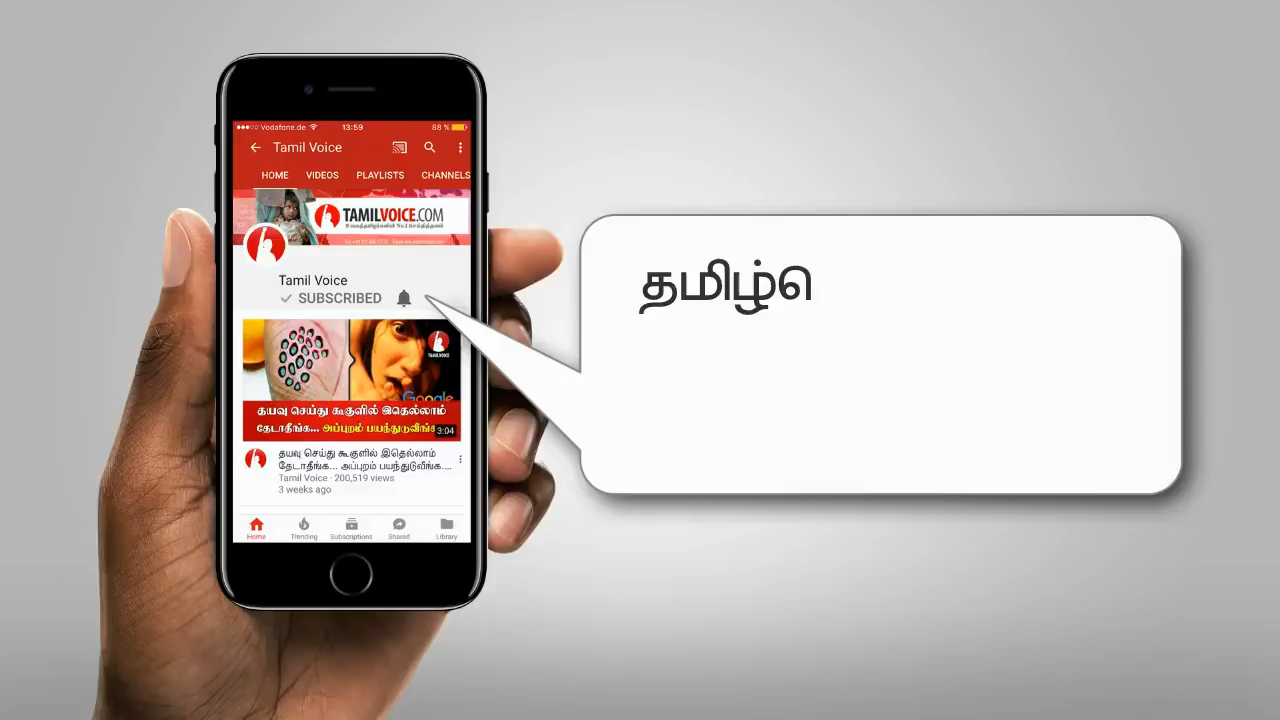 Vodafone.de 13:59 88 %
Tamil Voice
HOME VIDEOS PLAYLISTS CHANNELS
TAMILVOICE.COM
Tamil Voice
SUBSCRIBED
TAMILVOICE
Google
தயவு செய்து கூகுளில் இதெல்லாம்
தேடாதீங்க... அப்புறம் பயந்துடுவீங்க
3:04
தயவு செய்து கூகுளில் இதெல்லாம்
தேடாதீங்க... அப்புறம் பயந்துடுவீங்க....
Tamil Voice · 200,519 views
3 weeks ago
Home Trending Subscriptions Shared Library
தமிழ்வெ